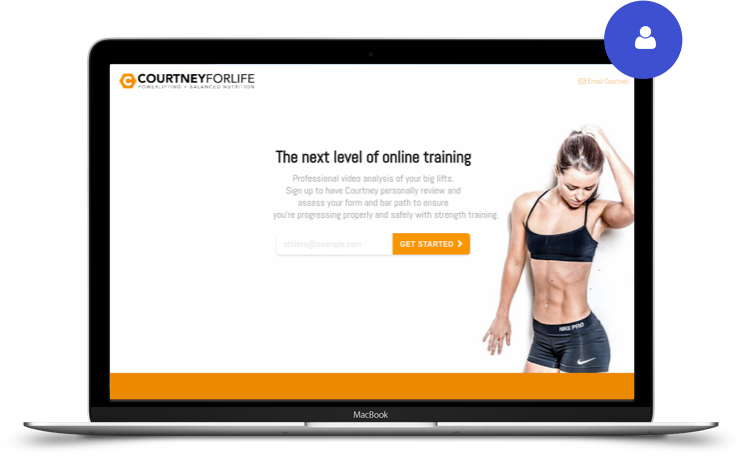 COURTNEYFORLIFE
POWERLIFTING + BALANCED NUTRITION
Email Courtney
The next level of online training
Professional video analysis of your big lifts.
Sign up to have Courtney personally review and
assess your form and bar path to ensure
you're progressing properly and safely with strength training.
athlete@example.com
GET STARTED
NIKE PRO
MacBook